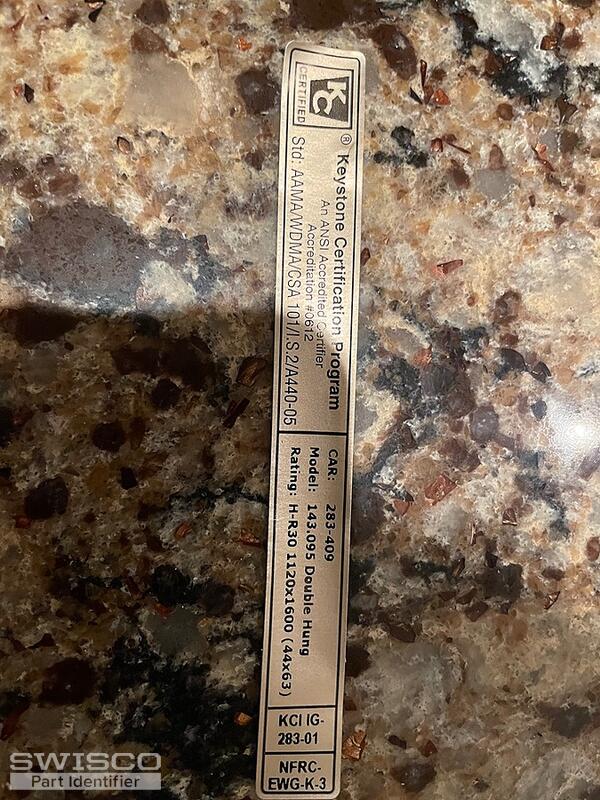 KC
CERTIFIED
®
Keystone Certification Program
An ANSI Accredited Certifier
Accreditation #0612
Std: AAMA/WDMA/CSA 101/I.S.2/A440-05
CAR: 283-409
Model: 143.095 Double Hung
Rating: H-R30 1120x1600 (44x63)
KCI IG-
283-01
NFRC-
EWG-K-3
SWISCO
Part Identifier